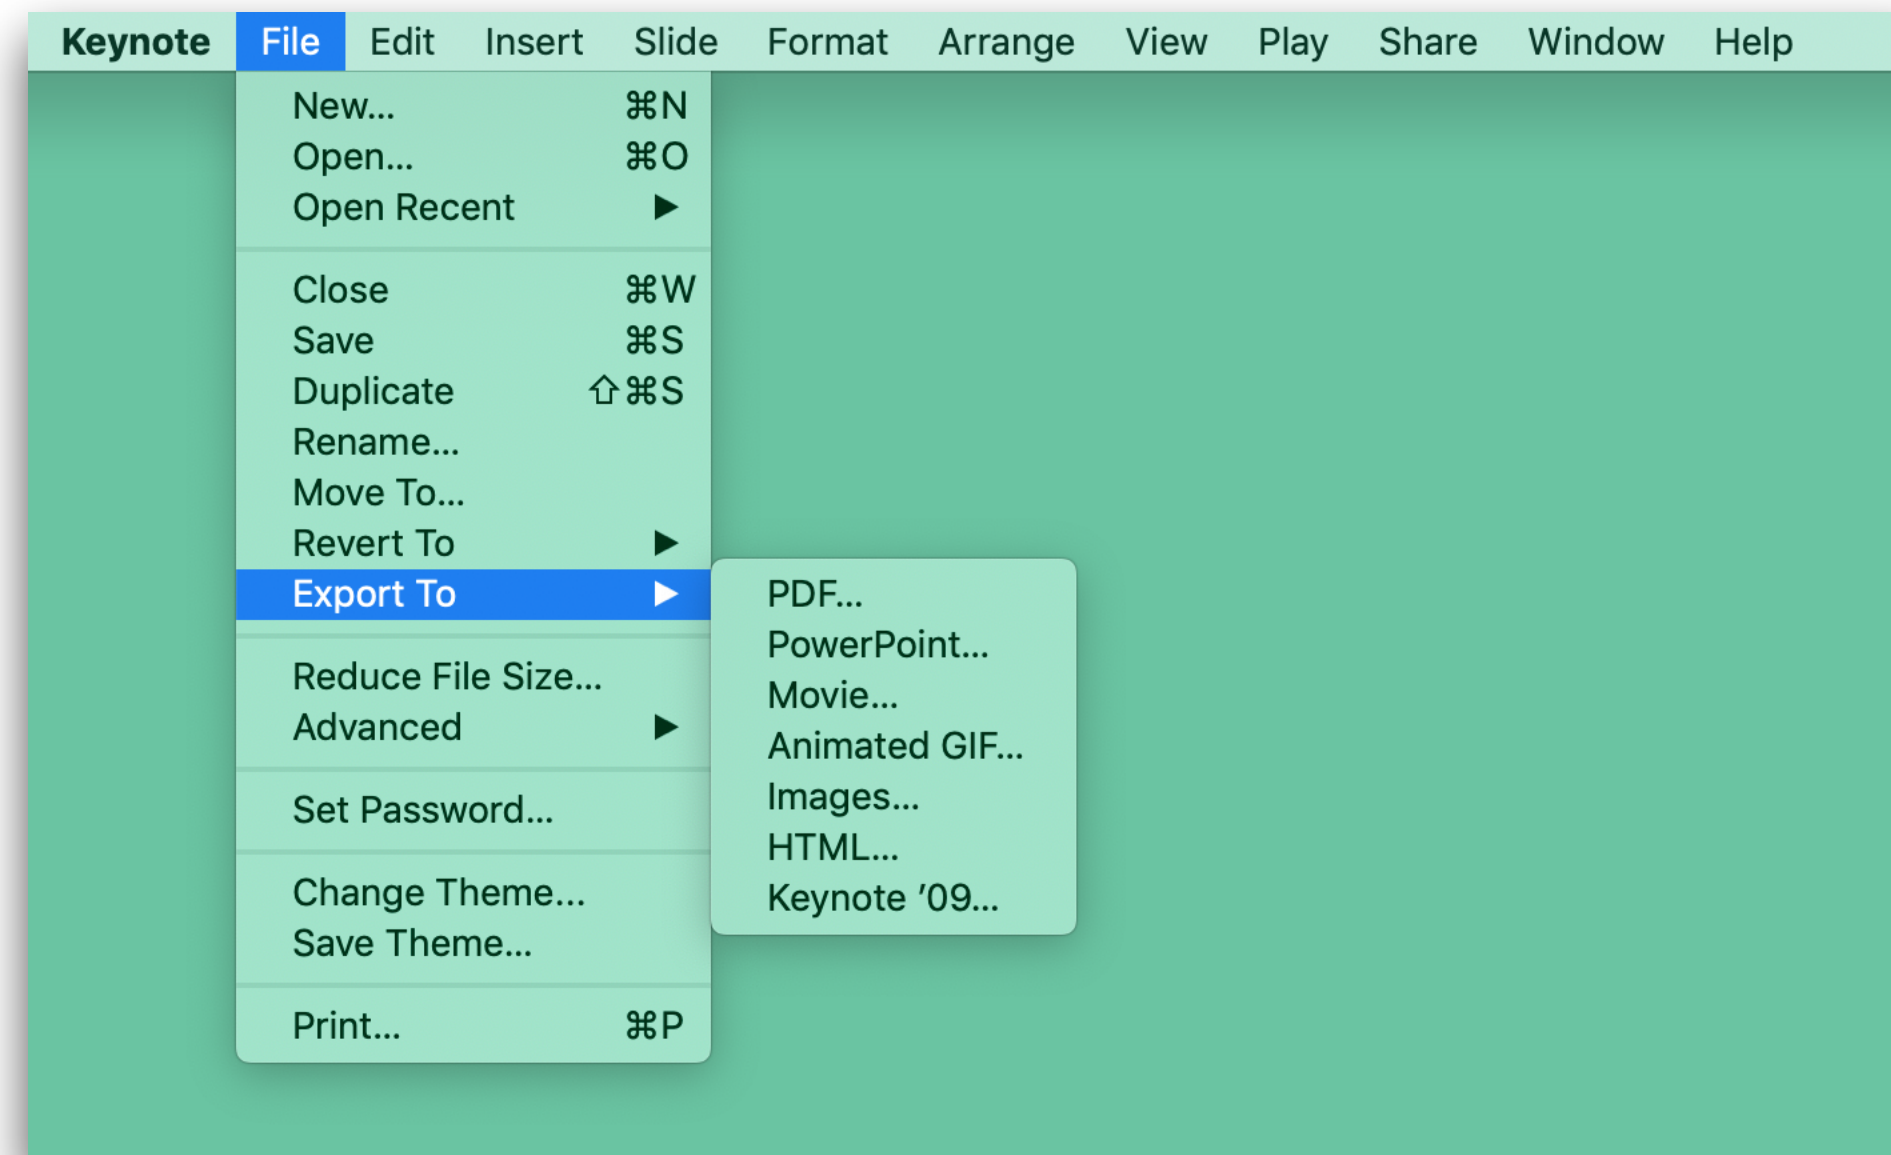 Keynote File Edit Insert Slide Format Arrange View Play Share Window Help
New... ⌘N
Open... ⌘O
Open Recent ▶
Close ⌘W
Save ⌘S
Duplicate ⇧⌘S
Rename...
Move To...
Revert To ▶
Export To ▶
PDF...
PowerPoint...
Movie...
Animated GIF...
Images...
HTML...
Keynote ’09...
Reduce File Size...
Advanced ▶
Set Password...
Change Theme...
Save Theme...
Print... ⌘P